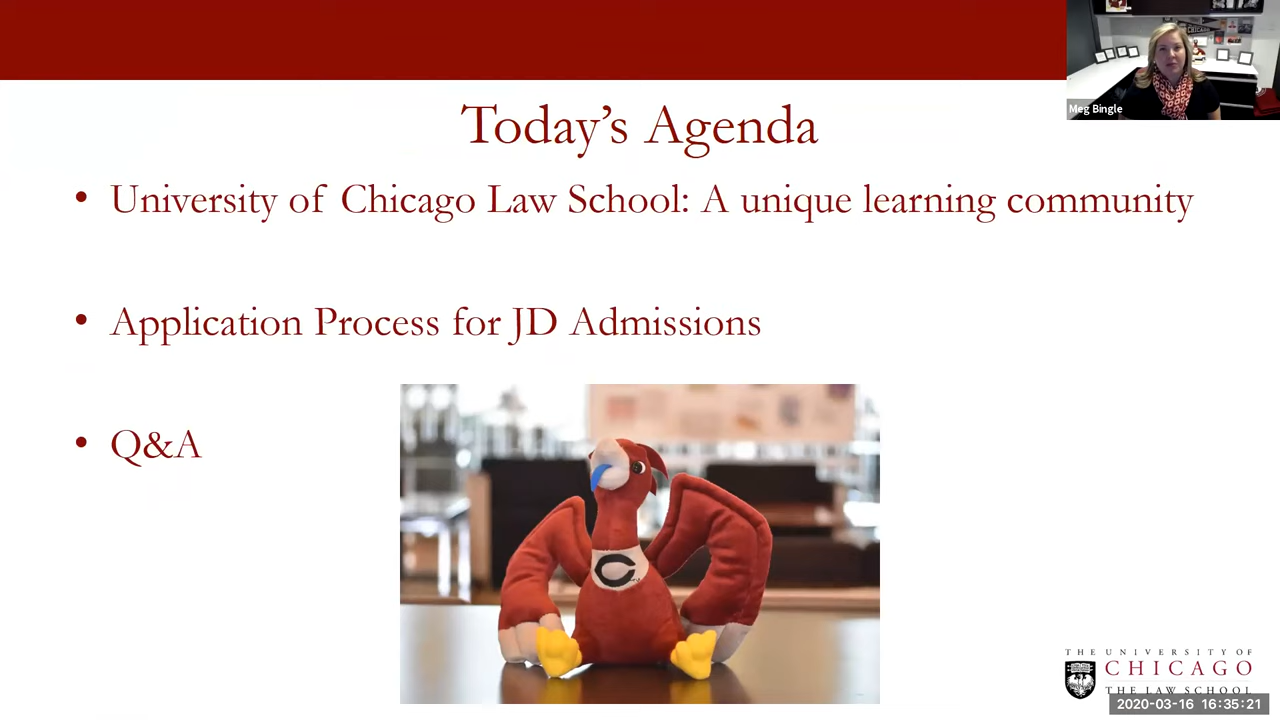 Today's Agenda
• University of Chicago Law School: A unique learning community
• Application Process for JD Admissions
• Q&A
Meg Bingle
CHICAGO
C
THE UNIVERSITY OF
CHICAGO
THE LAW SCHOOL
2020-03-16 16:35:21